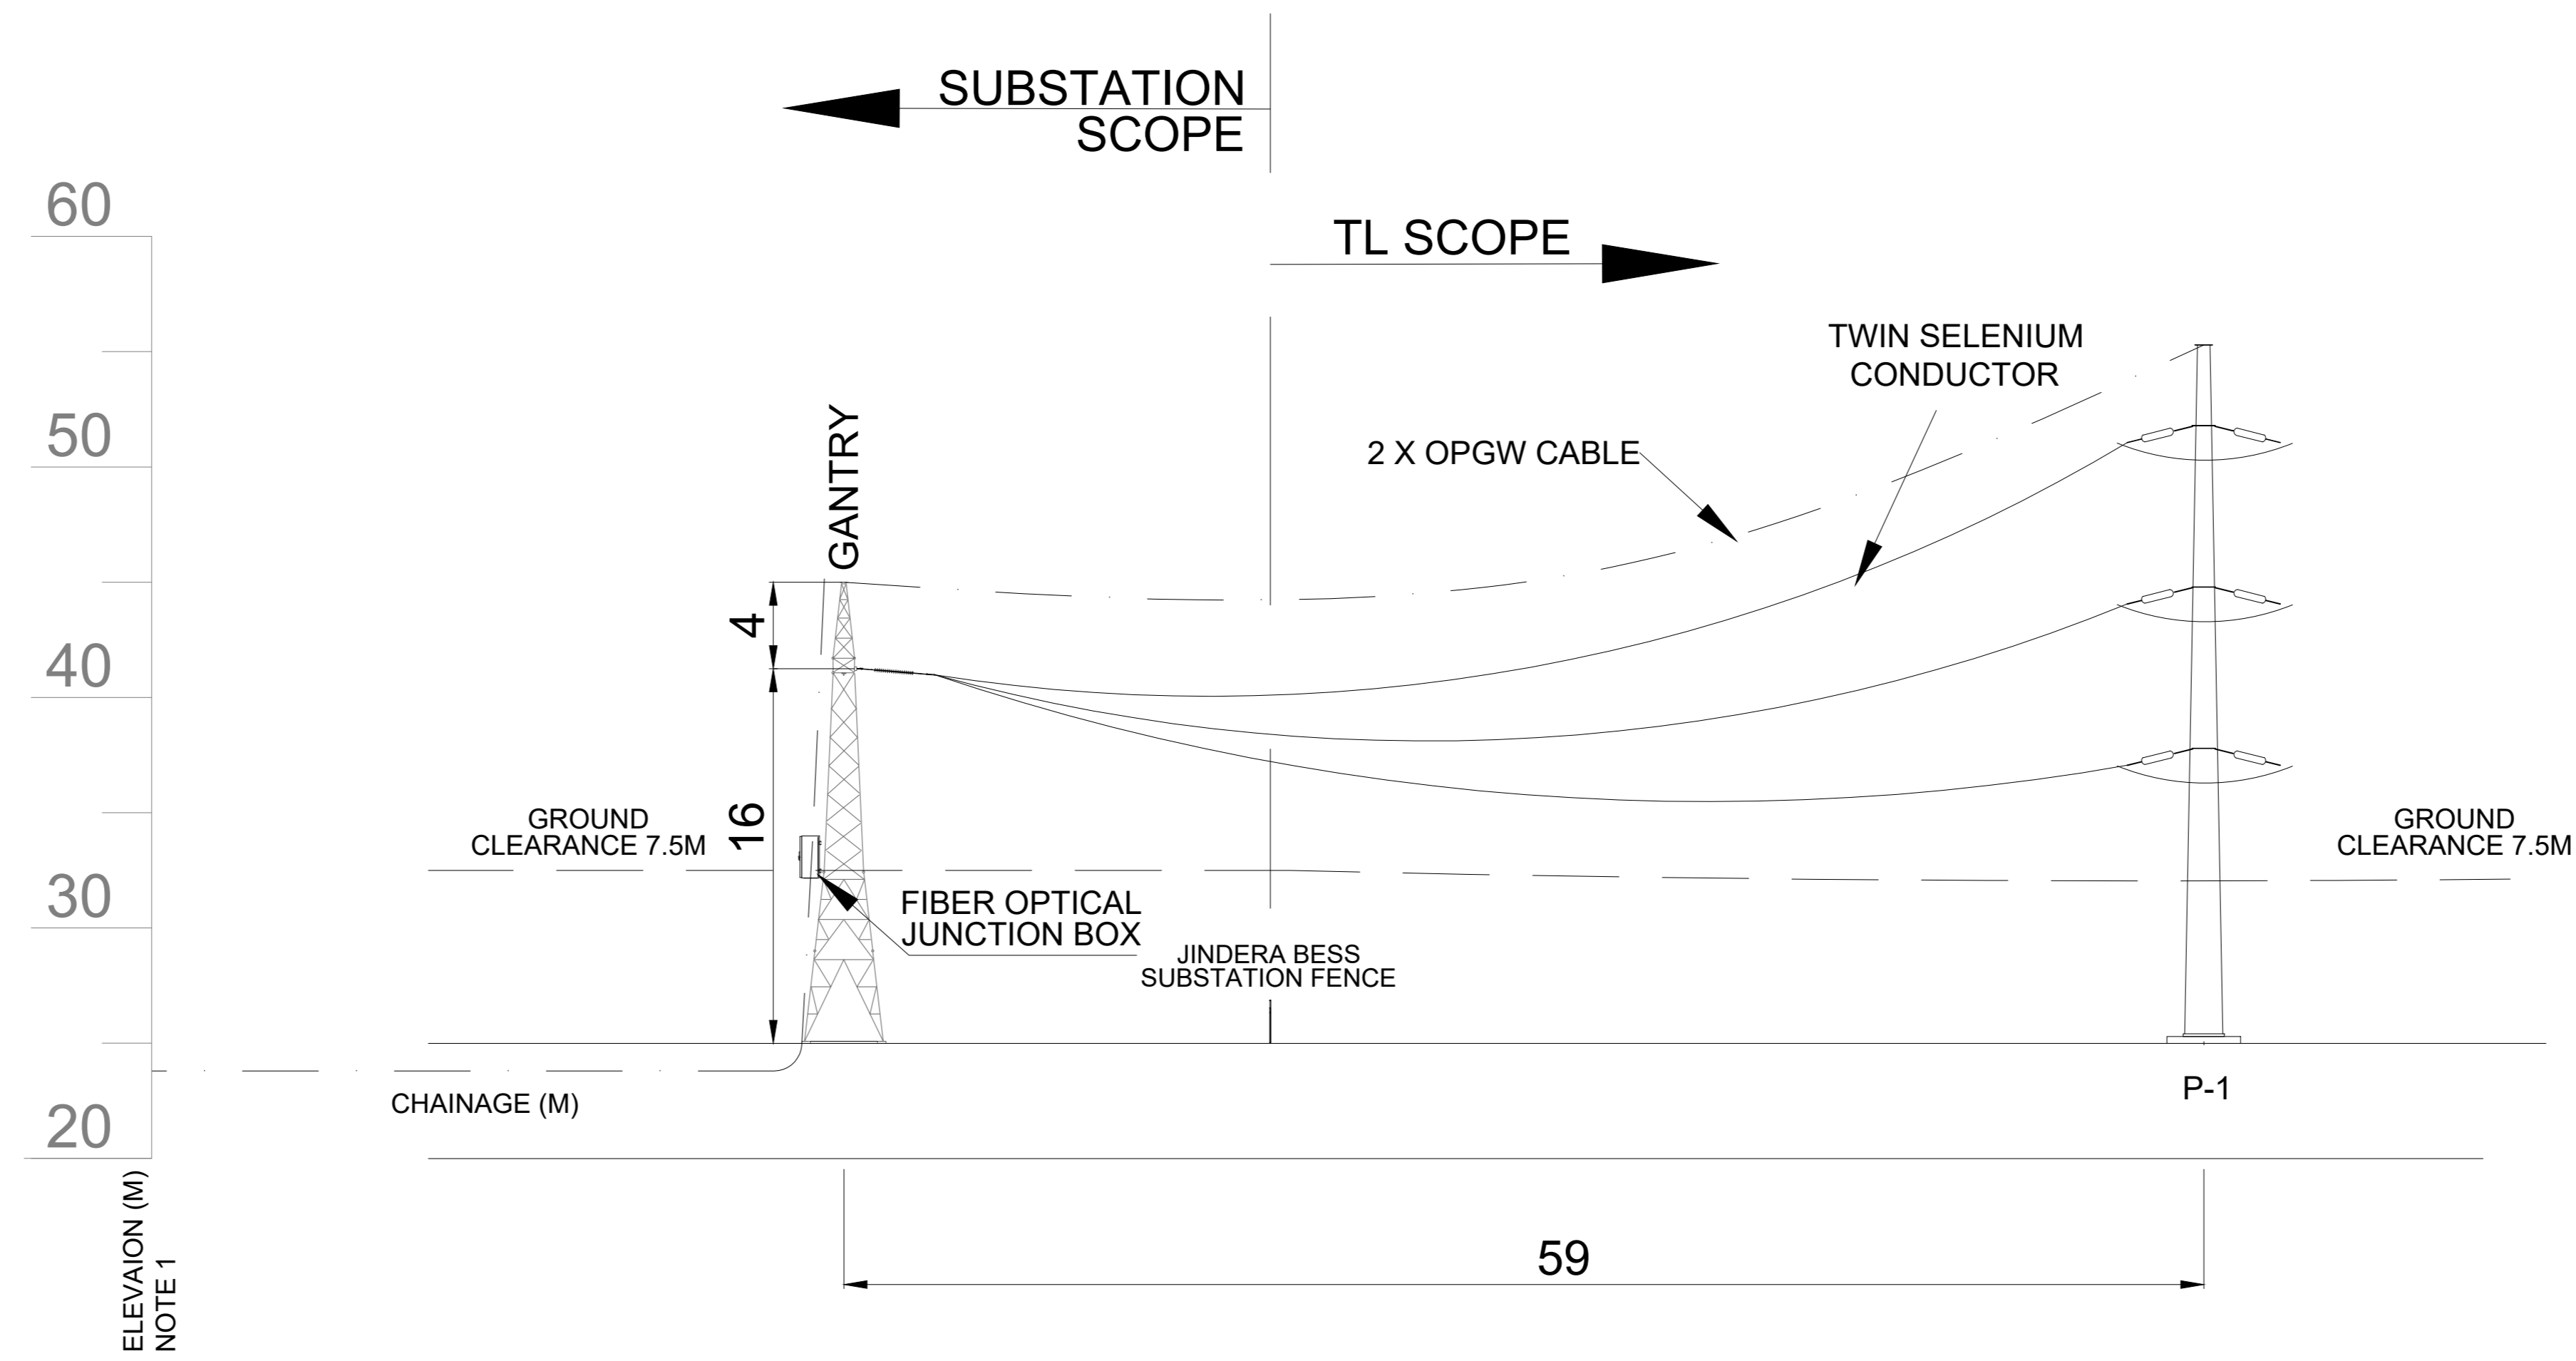 SUBSTATION
SCOPE
60
TL SCOPE
TWIN SELENIUM
CONDUCTOR
50
2 X OPGW CABLE
GANTRY
4
40
16
GROUND
CLEARANCE 7.5M
GROUND
CLEARANCE 7.5M
30
FIBER OPTICAL
JUNCTION BOX
JINDERA BESS
SUBSTATION FENCE
CHAINAGE (M)
P-1
20
ELEVAION (M)
NOTE 1
59